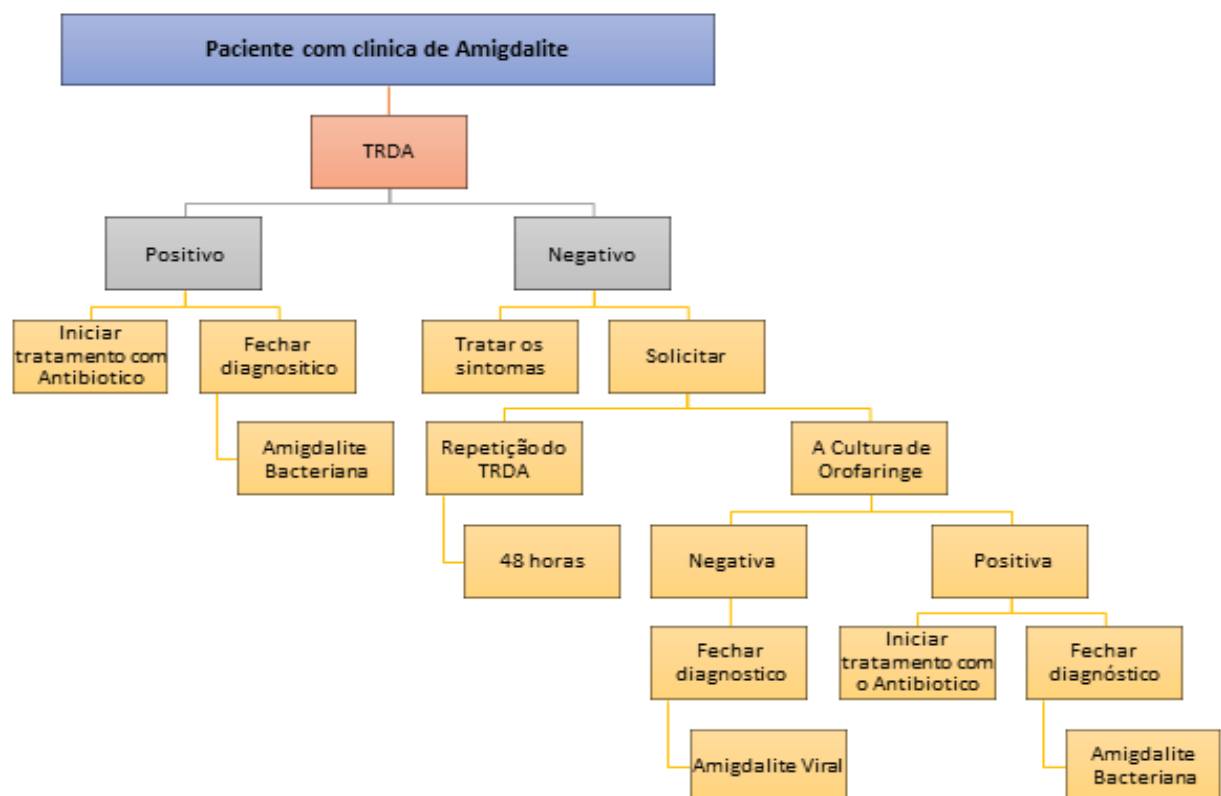 Paciente com clinica de Amigdalite
TRDA
Positivo
Negativo
Iniciar
tratamento com
Antibiotico
Fechar
diagnosítico
Tratar os
sintomas
Solicitar
Amigdalite
Bacteriana
Repetição do
TRDA
A Cultura de
Orofaringe
48 horas
Negativa
Positiva
Fechar
diagnostico
Iniciar
tratamento com
o Antibiotico
Fechar
diagnóstico
Amigdalite Viral
Amigdalite
Bacteriana